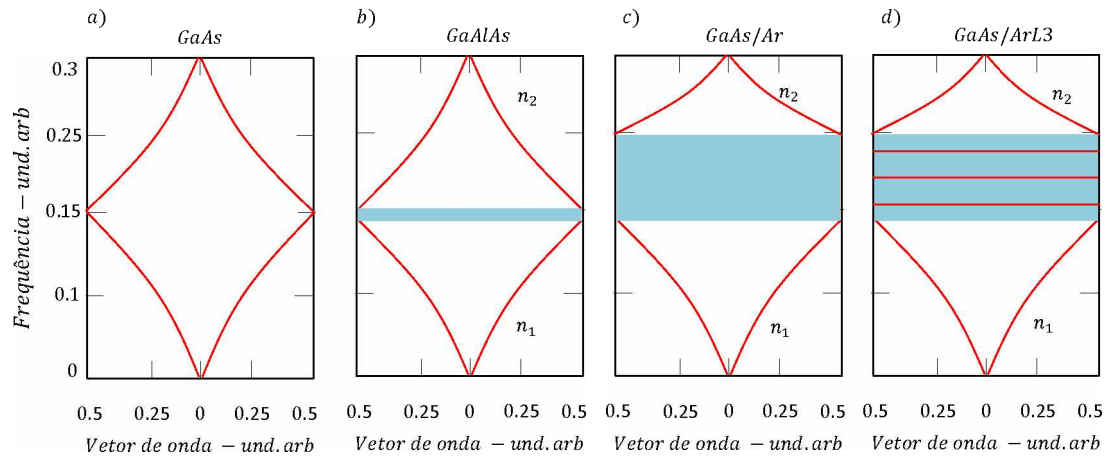 a)
GaAs
b)
GaAlAs
c)
GaAs/Ar
d)
GaAs/ArL3
Frequência − und. arb
0.3
0.25
0.15
0.1
0
n₂
n₁
n₂
n₁
n₂
n₁
0.5 0.25 0 0.25 0.5
0.5 0.25 0 0.25 0.5
0.5 0.25 0 0.25 0.5
0.5 0.25 0 0.25 0.5
Vetor de onda − und.arb
Vetor de onda − und.arb
Vetor de onda − und.arb
Vetor de onda − und.arb